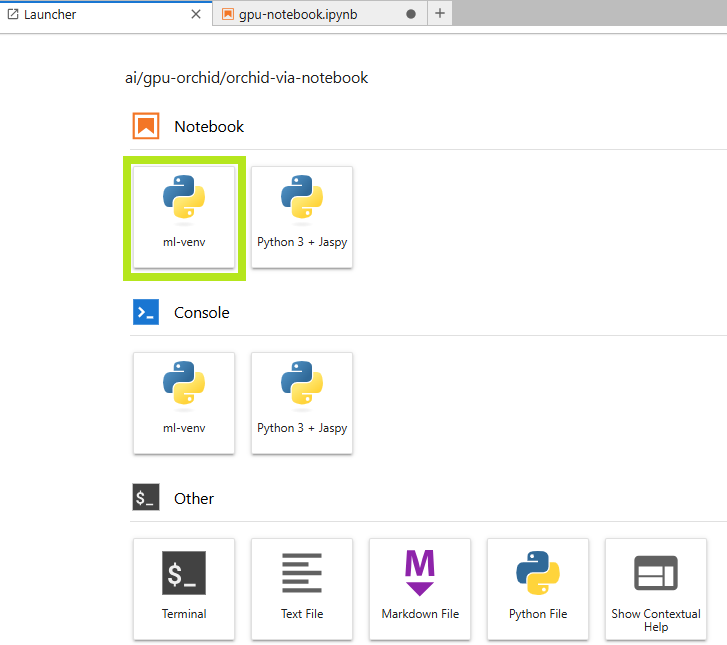 Launcher
gpu-notebook.ipynb
ai/gpu-orchid/orchid-via-notebook
Notebook
ml-venv
Python 3 + Jaspy
Console
ml-venv
Python 3 + Jaspy
$_ Other
$_
Terminal
Text File
M
Markdown File
Python File
Show Contextual
Help